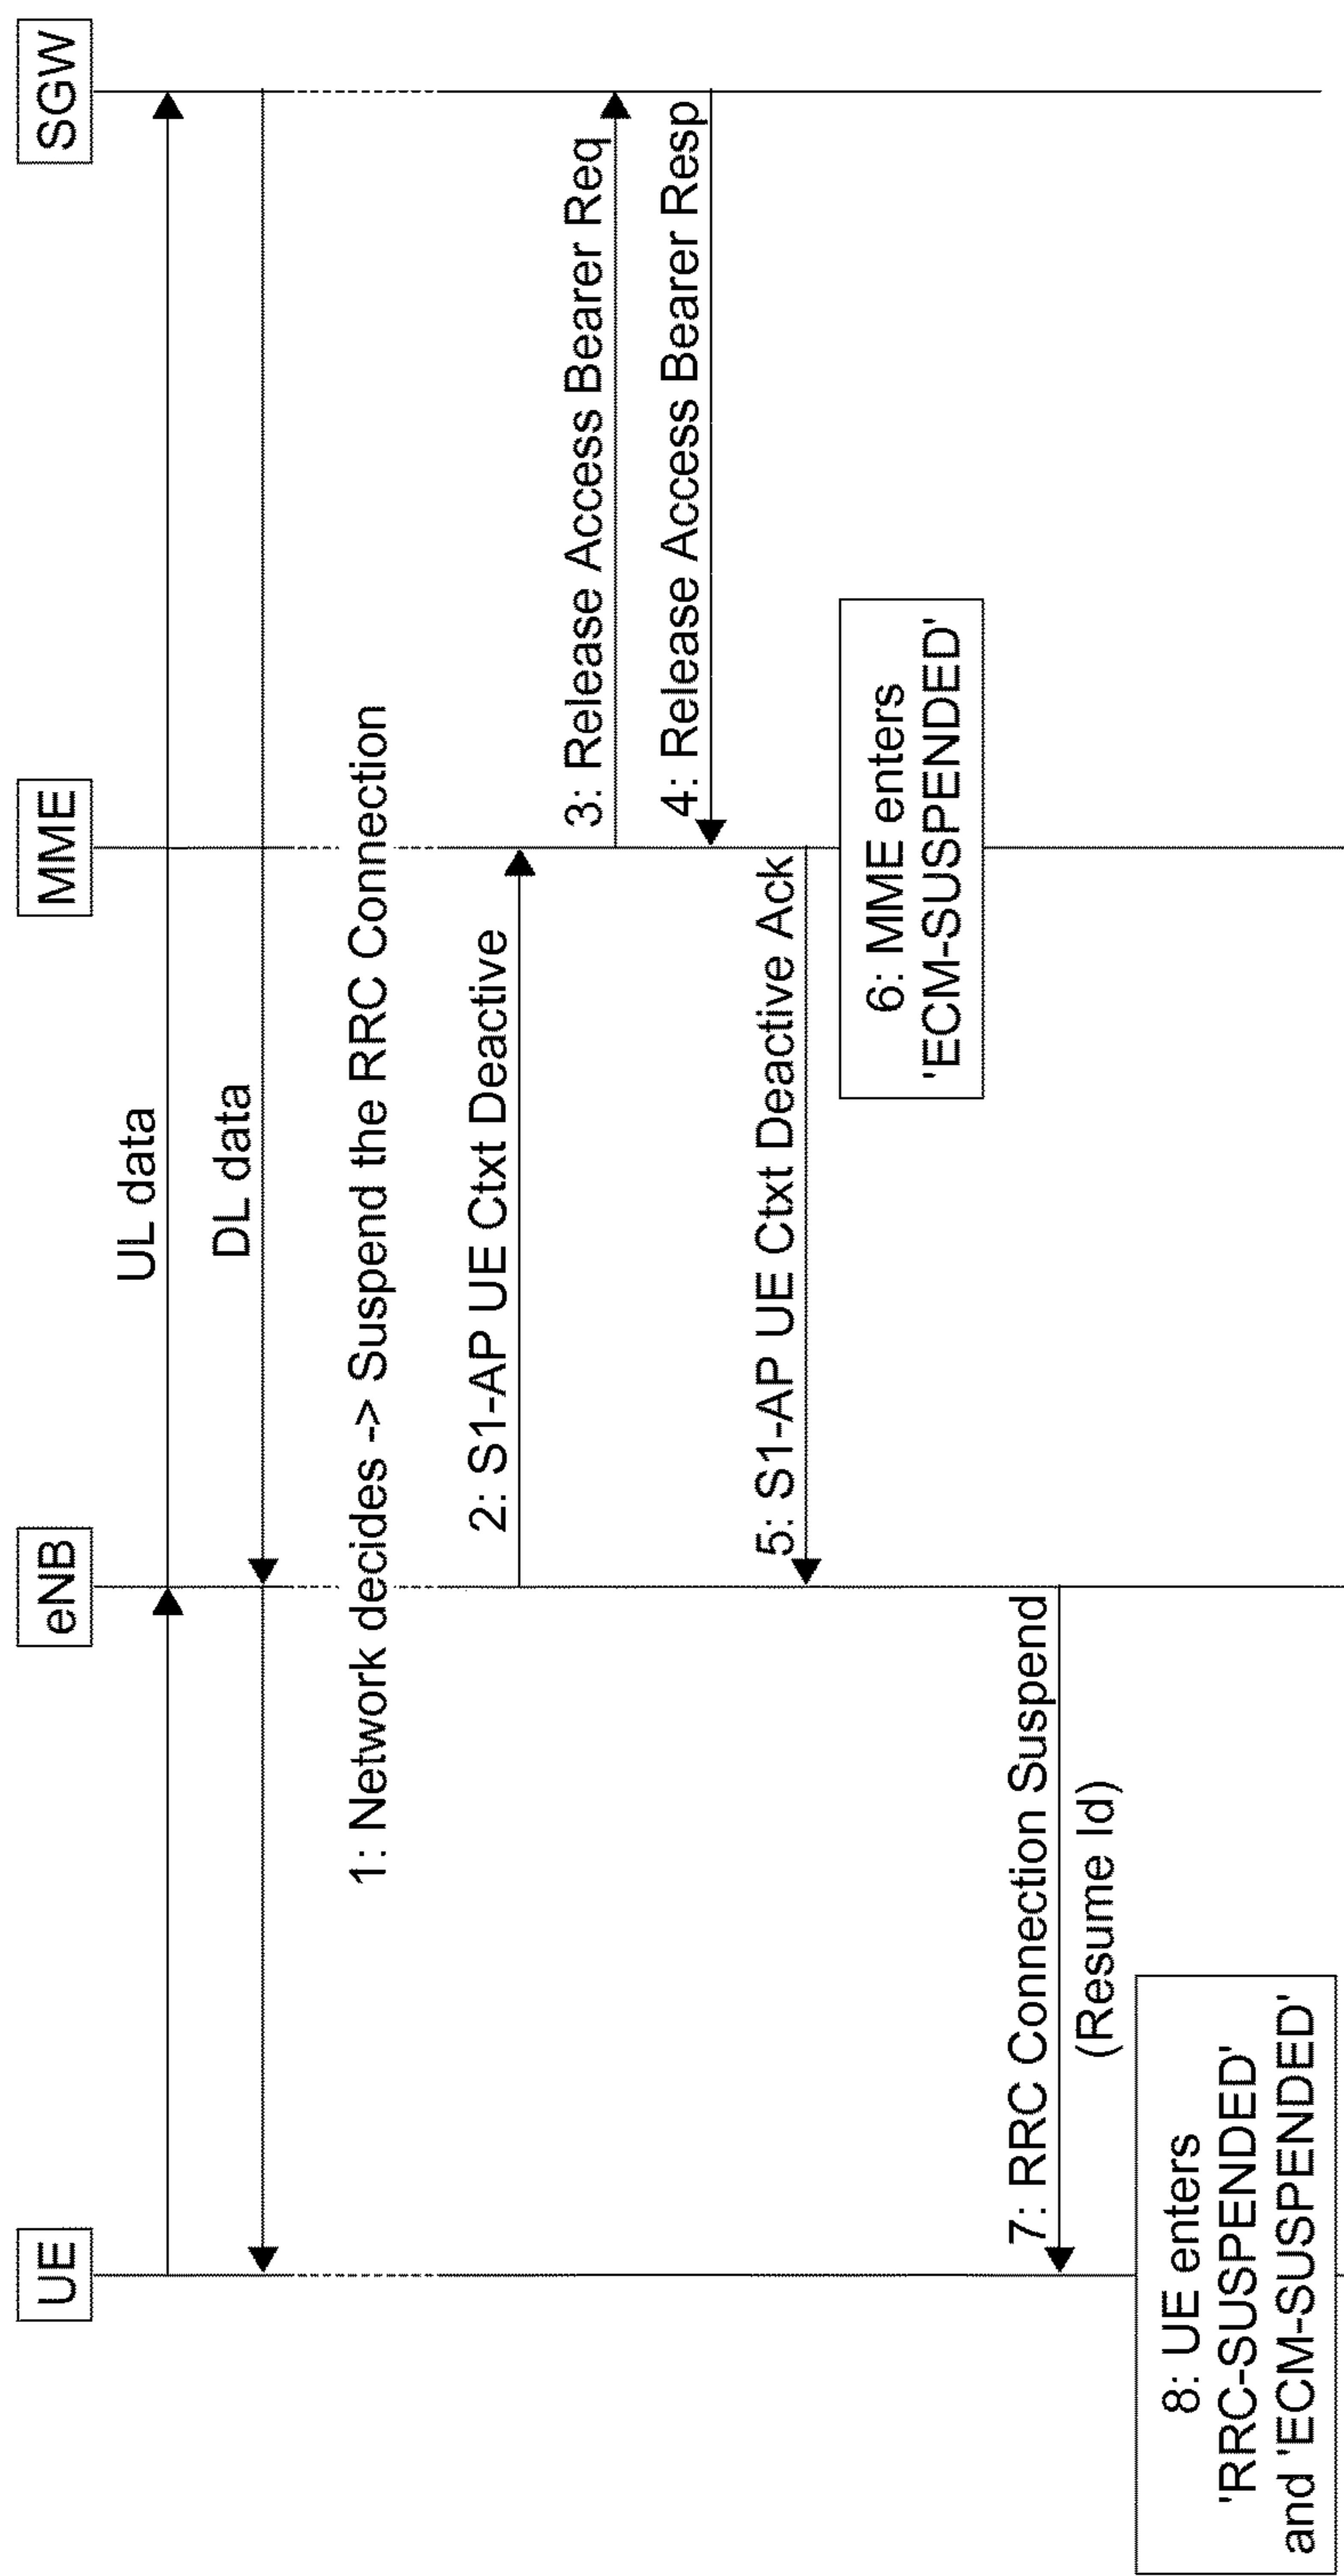 UE
eNB
MME
SGW
UL data
DL data
1: Network decides -> Suspend the RRC Connection
2: S1-AP UE Ctxt Deactive
3: Release Access Bearer Req
4: Release Access Bearer Resp
5: S1-AP UE Ctxt Deactive Ack
6: MME enters
'ECM-SUSPENDED'
7: RRC Connection Suspend
(Resume Id)
8: UE enters
'RRC-SUSPENDED'
and 'ECM-SUSPENDED'